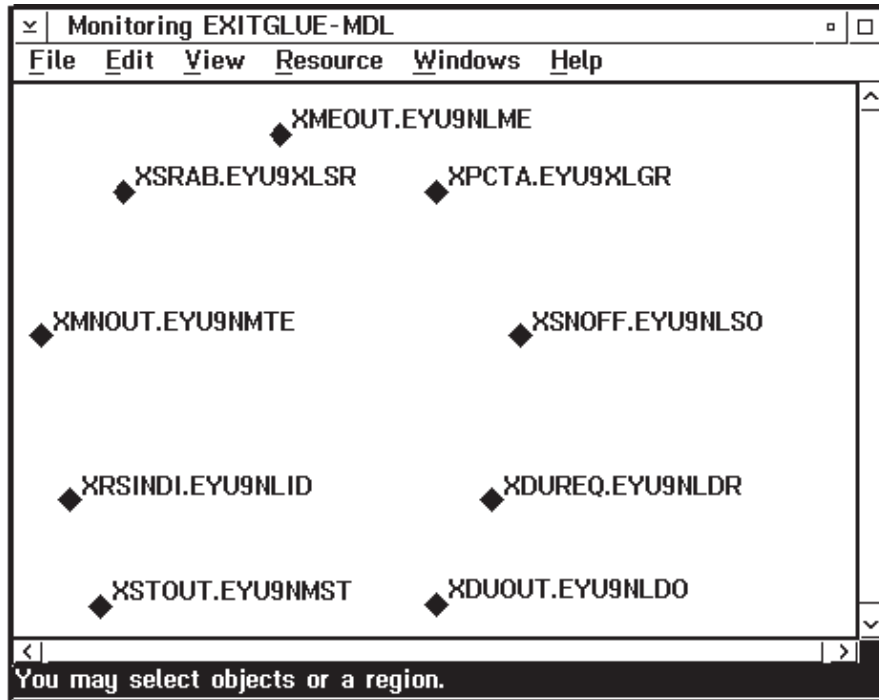 Monitoring EXITGLUE-MDL
File Edit View Resource Windows Help
XMEOUT.EYU9NLME
XSRAB.EYU9XLSR XPCTA.EYU9XLGR
XMNOUT.EYU9NMTE XSNOFF.EYU9NLSO
XRSINDI.EYU9NLID XDUREQ.EYU9NLDR
XSTOUT.EYU9NMST XDUOUT.EYU9NLDO
You may select objects or a region.